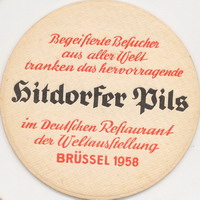 Begeisterte Besucher
aus aller Welt
tranken das hervorragende
Hitdorfer Pils
im Deutschen Restaurant
der Weltausstellung
BRÜSSEL 1958